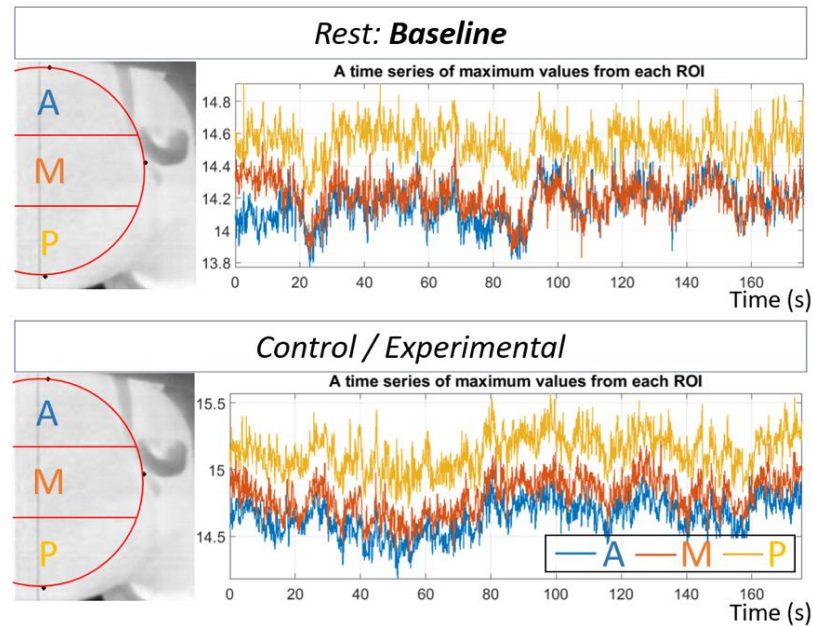 Rest: Baseline
A time series of maximum values from each ROI
A
M
P
14.8
14.6
14.4
14.2
14
13.8
0 20 40 60 80 100 120 140 160
Time (s)
Control / Experimental
A time series of maximum values from each ROI
A
M
P
15.5
15
14.5
A M P
0 20 40 60 80 100 120 140 160
Time (s)